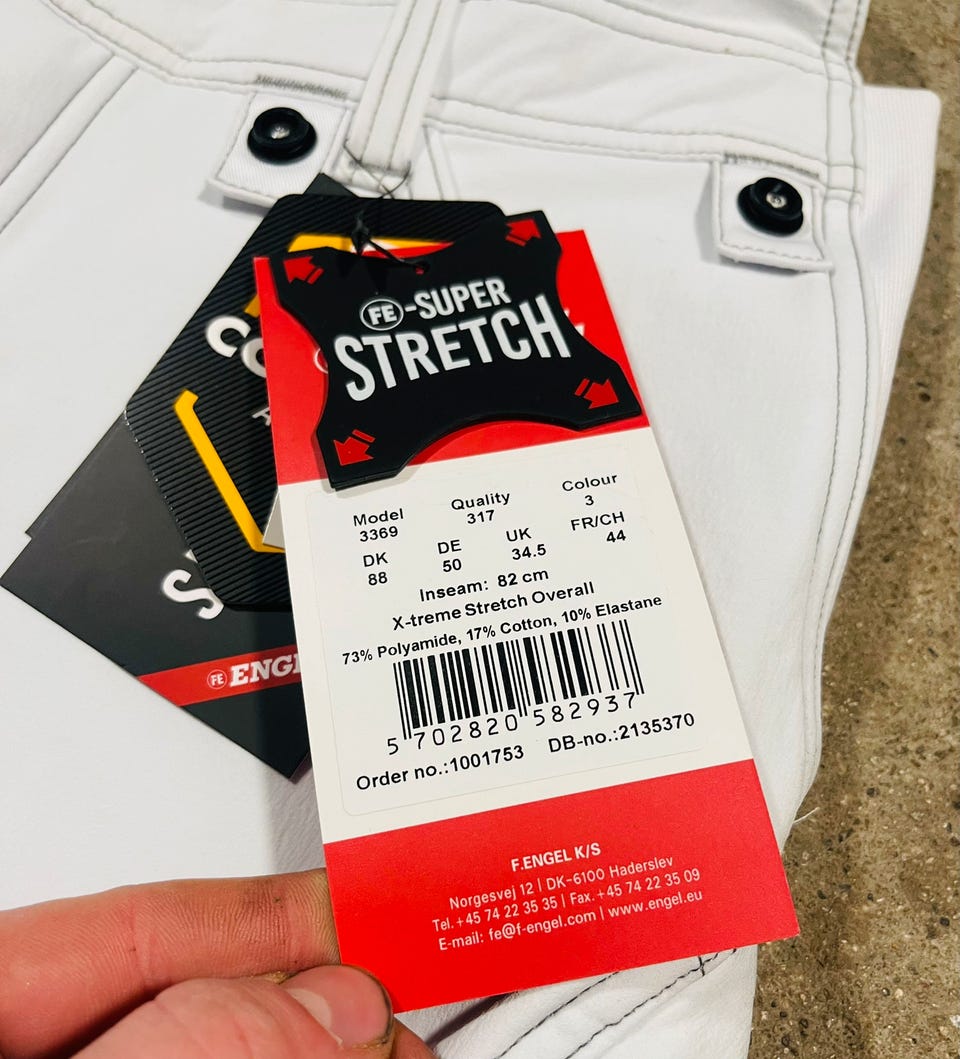 FE-SUPER
STRETCH
Model Quality Colour
3369 317 3
DK DE UK FR/CH
88 50 34.5 44
Inseam: 82 cm
X-treme Stretch Overall
73% Polyamide, 17% Cotton, 10% Elastane
5 702820 582937
Order no.:1001753 DB-no.:2135370
F.ENGEL K/S
Norgesvej 12 | DK-6100 Haderslev
Tel. +45 74 22 35 35 | Fax. +45 74 22 35 09
E-mail: fe@f-engel.com | www.engel.eu
FE ENGE